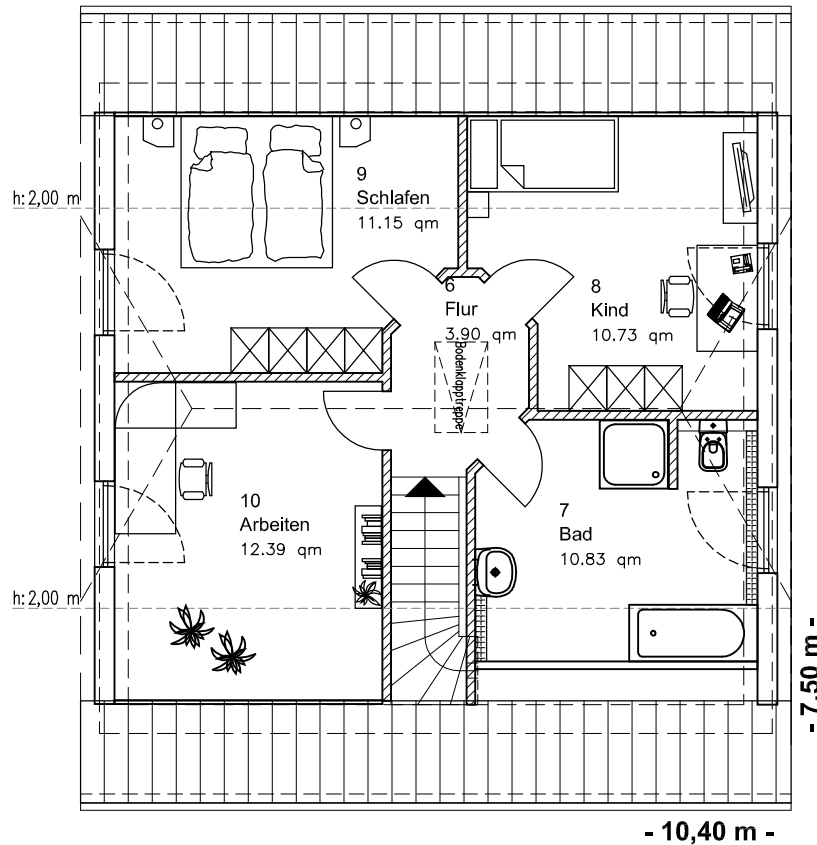 9
Schlafen
11.15 qm
h:2,00 m
6
Flur
3.90 qm
8
Kind
10.73 qm
Bodenklapptreppe
10
Arbeiten
12.39 qm
7
Bad
10.83 qm
h:2,00 m
- 7,50 m -
- 10,40 m -